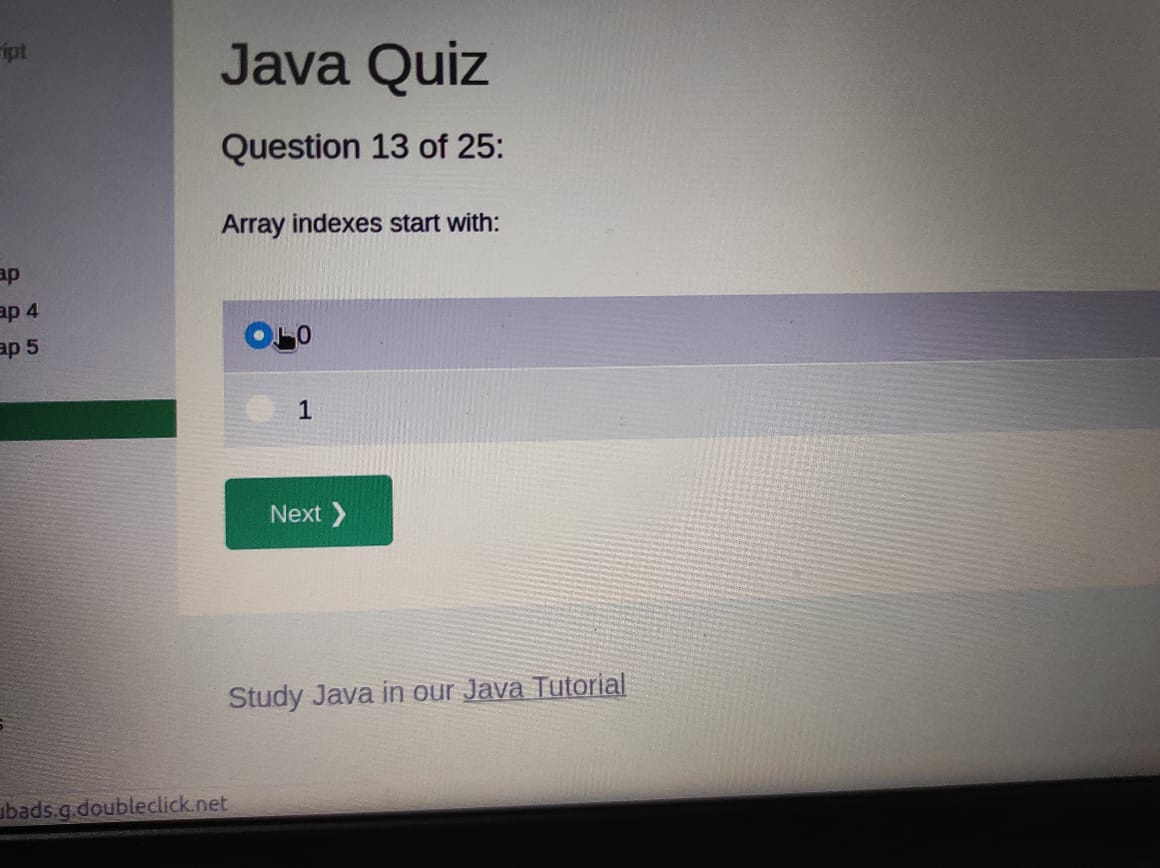 ript
Java Quiz
Question 13 of 25:
Array indexes start with:
ap
ap 4
ap 5
0
1
Next ❯
Study Java in our Java Tutorial
s
ubads.g.doubleclick.net